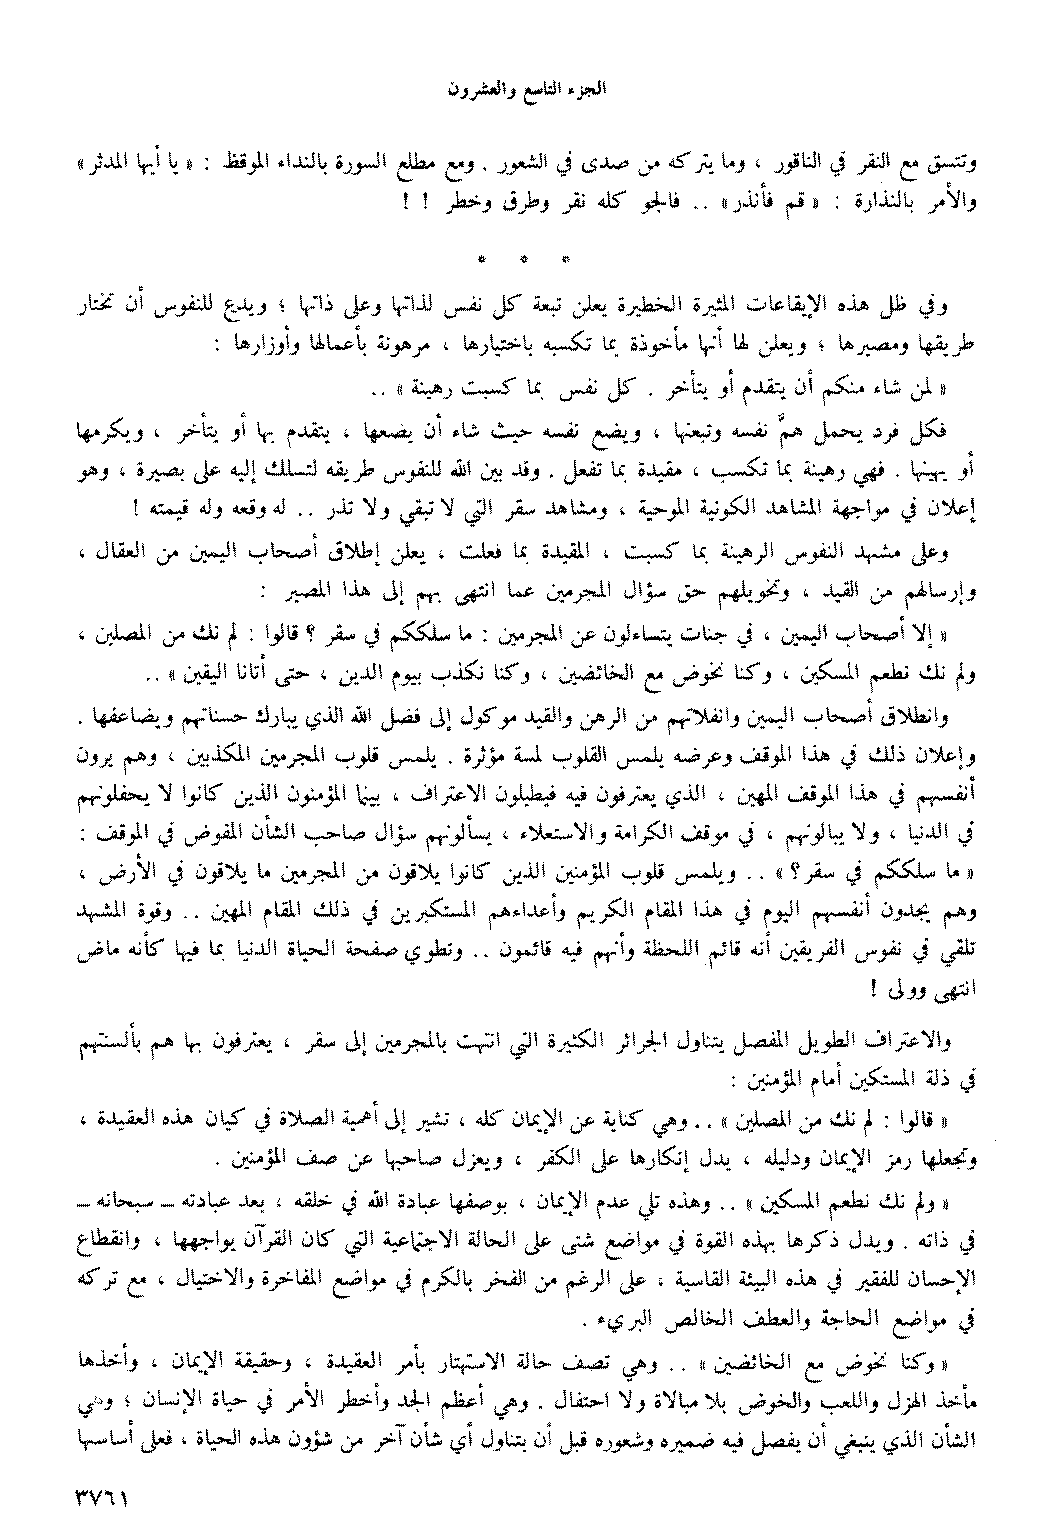 الجزء التاسع والعشرون
وتتسق مع النقر في الناقور ، وما يتركه من صدى في الشعور . ومع مطلع السورة بالنداء الموقظ : « يا أيها المدثر »
والأمر بالنذارة : « قم فأنذر » .. فالجو كله نقر وطرق وخطر ! !
* * *
وفي ظل هذه الإيقاعات المثيرة الخطيرة يعلن تبعة كل نفس لذاتها وعلى ذاتها ؛ ويدع للنفوس أن تختار
طريقها ومصيرها ؛ ويعلن لها أنها مأخوذة بما تكسبه باختيارها ، مرهونة بأعمالها وأوزارها :
« لمن شاء منكم أن يتقدم أو يتأخر . كل نفس بما كسبت رهينة » ..
فكل فرد يحمل همَّ نفسه وتبعتها ، ويضع نفسه حيث شاء أن يضعها ، يتقدم بها أو يتأخر ، ويكرمها
أو يهينها . فهي رهينة بما تكسب ، مقيدة بما تفعل . وقد بين الله للنفوس طريقه لتسلك إليه على بصيرة ، وهو
إعلان في مواجهة المشاهد الكونية الموحية ، ومشاهد سقر التي لا تبقي ولا تذر .. له وقعه وله قيمته !
وعلى مشهد النفوس الرهينة بما كسبت ، المقيدة بما فعلت ، يعلن إطلاق أصحاب اليمين من العقال ،
وإرسالهم من القيد ، وتخويلهم حق سؤال المجرمين عما انتهى بهم إلى هذا المصير :
« إلا أصحاب اليمين ، في جنات يتساءلون عن المجرمين : ما سلككم في سقر ؟ قالوا : لم نك من المصلين ،
ولم نك نطعم المسكين ، وكنا نخوض مع الخائضين ، وكنا نكذب بيوم الدين ، حتى أتانا اليقين » ..
وانطلاق أصحاب اليمين وانفلاتهم من الرهن والقيد موكول إلى فضل الله الذي يبارك حسناتهم ويضاعفها .
وإعلان ذلك في هذا الموقف وعرضه يلمس القلوب لمسة مؤثرة . يلمس قلوب المجرمين المكذبين ، وهم يرون
أنفسهم في هذا الموقف المهين ، الذي يعترفون فيه فيطيلون الاعتراف ، بينما المؤمنون الذين كانوا لا يحفلونهم
في الدنيا ، ولا يبالونهم ، في موقف الكرامة والاستعلاء ، يسألونهم سؤال صاحب الشأن المفوض في الموقف :
« ما سلككم في سقر ؟ » .. ويلمس قلوب المؤمنين الذين كانوا يلاقون من المجرمين ما يلاقون في الأرض ،
وهم يجدون أنفسهم اليوم في هذا المقام الكريم وأعداءهم المستكبرين في ذلك المقام المهين .. وقوة المشهد
تلقي في نفوس الفريقين أنه قائم اللحظة وأنهم فيه قائمون .. وتطوي صفحة الحياة الدنيا بما فيها كأنه ماض
انتهى وولى !
والاعتراف الطويل المفصل يتناول الجرائر الكثيرة التي انتهت بالمجرمين إلى سقر ، يعترفون بها هم بألسنتهم
في ذلة المستكين أمام المؤمنين :
« قالوا : لم نك من المصلين » .. وهي كناية عن الإيمان كله ، تشير إلى أهمية الصلاة في كيان هذه العقيدة ،
وتجعلها رمز الإيمان ودليله ، يدل إنكارها على الكفر ، ويعزل صاحبها عن صف المؤمنين .
« ولم نك نطعم المسكين » .. وهذه تلي عدم الإيمان ، بوصفها عبادة الله في خلقه ، بعد عبادته – سبحانه –
في ذاته . ويدل ذكرها بهذه القوة في مواضع شتى على الحالة الاجتماعية التي كان القرآن يواجهها ، وانقطاع
الإحسان للفقير في هذه البيئة القاسية ، على الرغم من الفخر بالكرم في مواضع المفاخرة والاختيال ، مع تركه
في مواضع الحاجة والعطف الخالص البريء .
« وكنا نخوض مع الخائضين » .. وهي تصف حالة الاستهتار بأمر العقيدة ، وحقيقة الإيمان ، وأخذها
مأخذ الهزل واللعب والخوض بلا مبالاة ولا احتفال . وهي أعظم الجد وأخطر الأمر في حياة الإنسان ؛ وهي
الشأن الذي ينبغي أن يفصل فيه ضميره وشعوره قبل أن يتناول أي شأن آخر من شؤون هذه الحياة ، فعلى أساسها
٣٧٦١